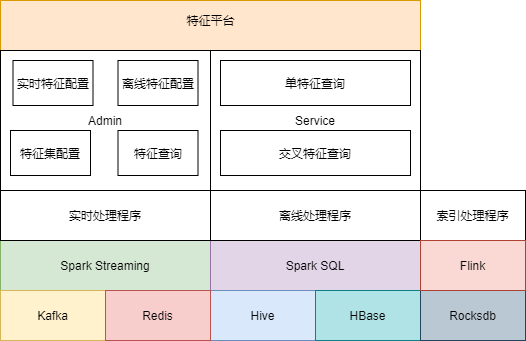 特征平台
实时特征配置
离线特征配置
单特征查询
Admin
Service
特征集配置
特征查询
交叉特征查询
实时处理程序
离线处理程序
索引处理程序
Spark Streaming
Spark SQL
Flink
Kafka
Redis
Hive
HBase
Rocksdb